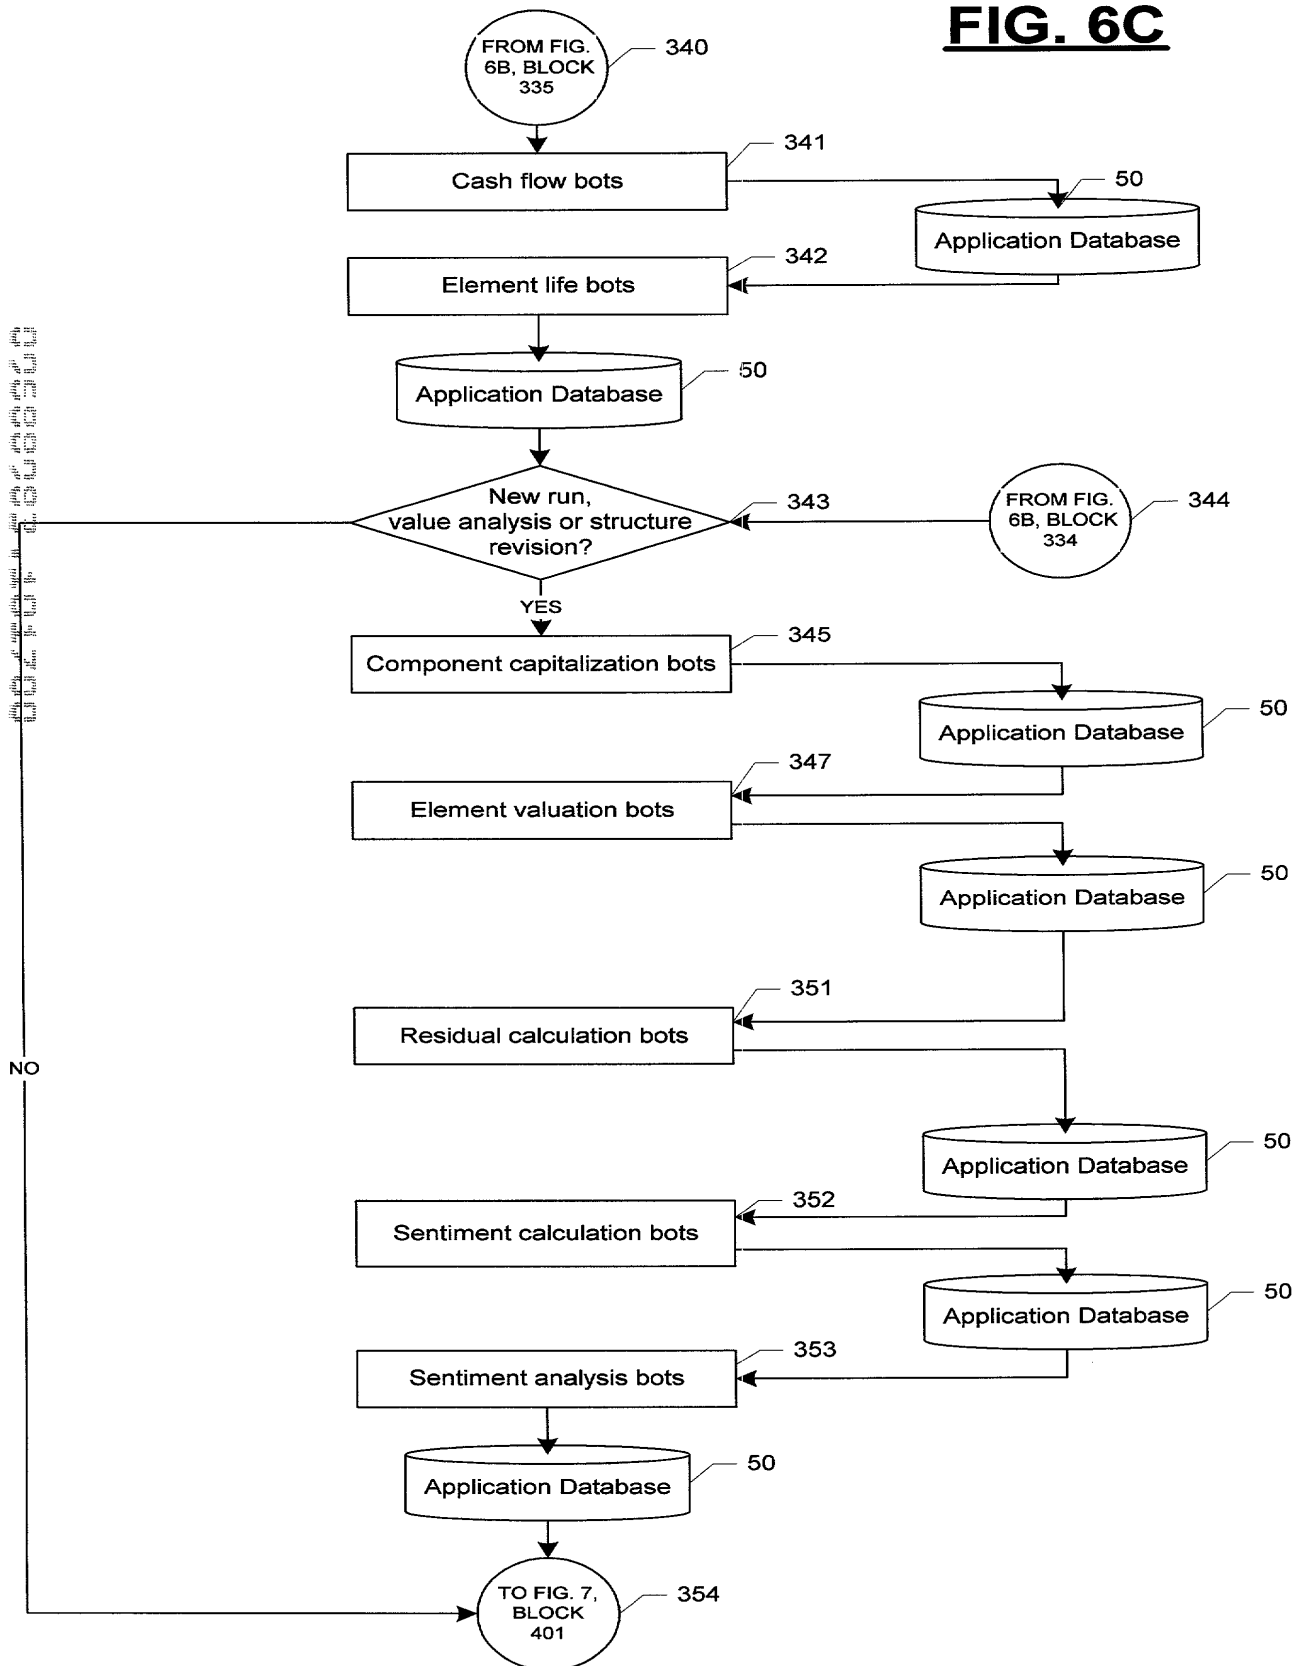 FIG. 6C
FROM FIG.
6B, BLOCK
335
340
341
Cash flow bots
50
Application Database
342
Element life bots
50
Application Database
New run,
value analysis or structure
revision?
343
FROM FIG.
6B, BLOCK
334
344
YES
345
Component capitalization bots
50
Application Database
347
Element valuation bots
50
Application Database
351
Residual calculation bots
NO
50
Application Database
352
Sentiment calculation bots
50
Application Database
353
Sentiment analysis bots
50
Application Database
TO FIG. 7,
BLOCK
401
354